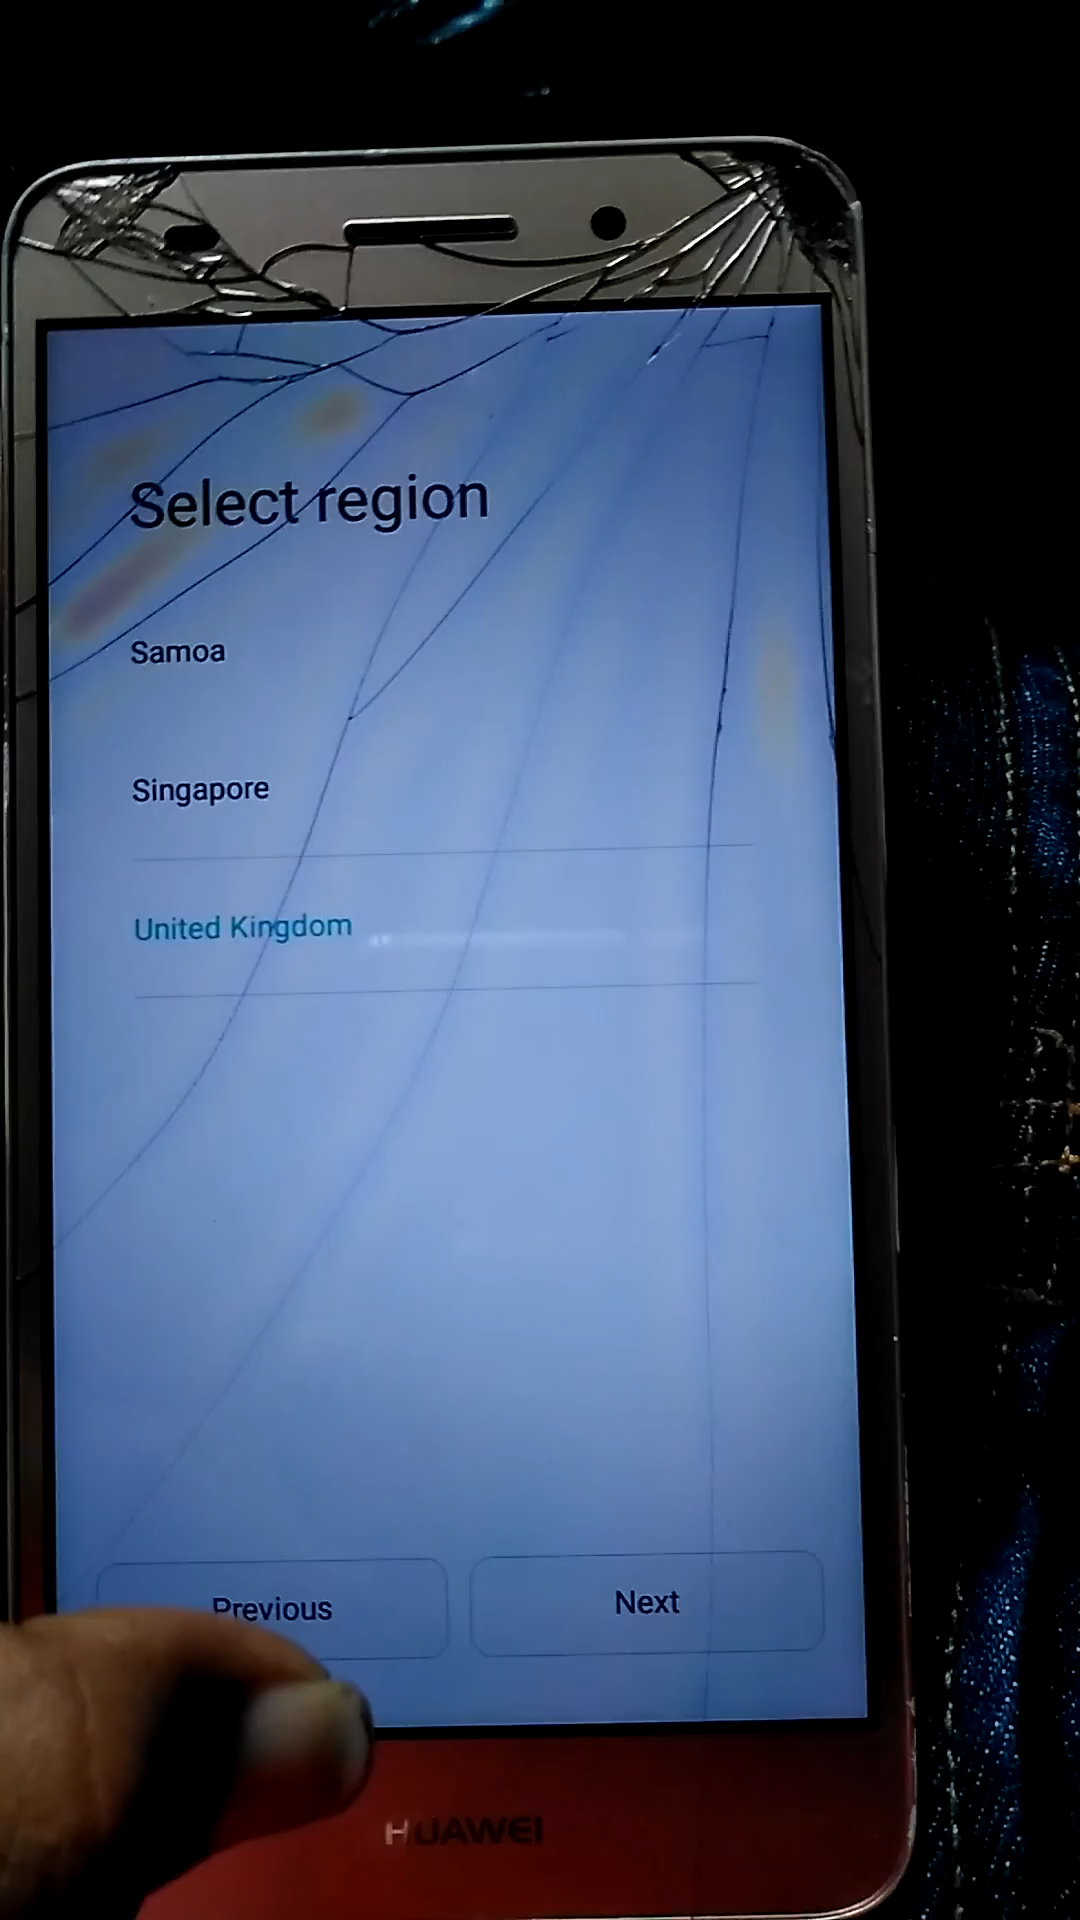 Select region
Samoa
Singapore
United Kingdom
Previous
Next
HUAWEI